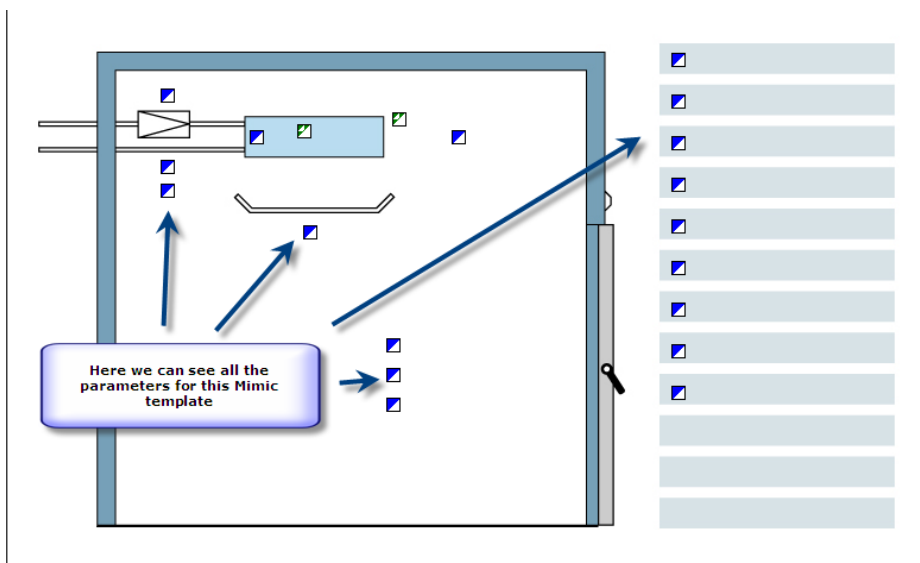 Here we can see all the
parameters for this Mimic
template